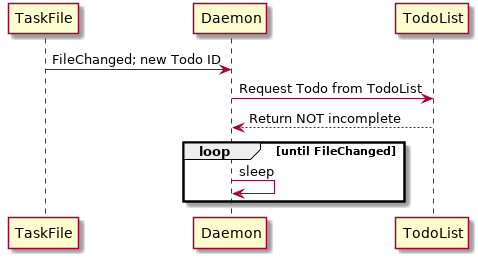 TaskFile Daemon TodoList
FileChanged; new Todo ID
Request Todo from TodoList
Return NOT incomplete
loop [until FileChanged]
sleep
TaskFile Daemon TodoList